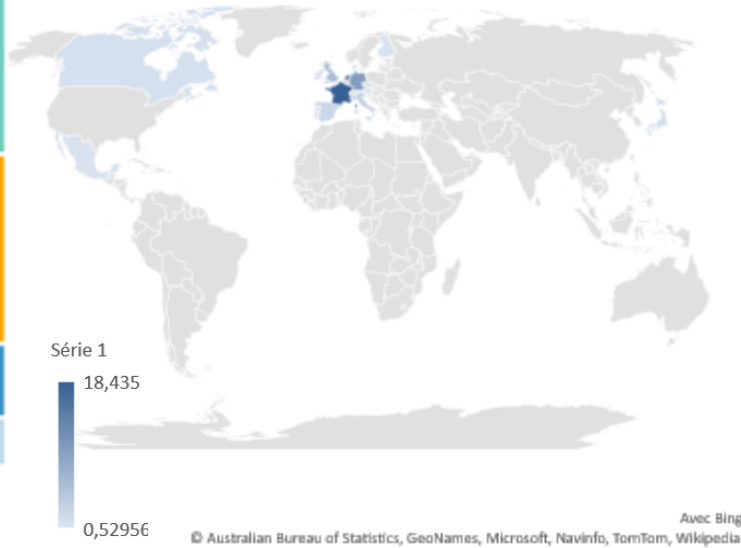 Série 1
18,435
0,52956
Avec Bing
© Australian Bureau of Statistics, GeoNames, Microsoft, Navinfo, TomTom, Wikipedia